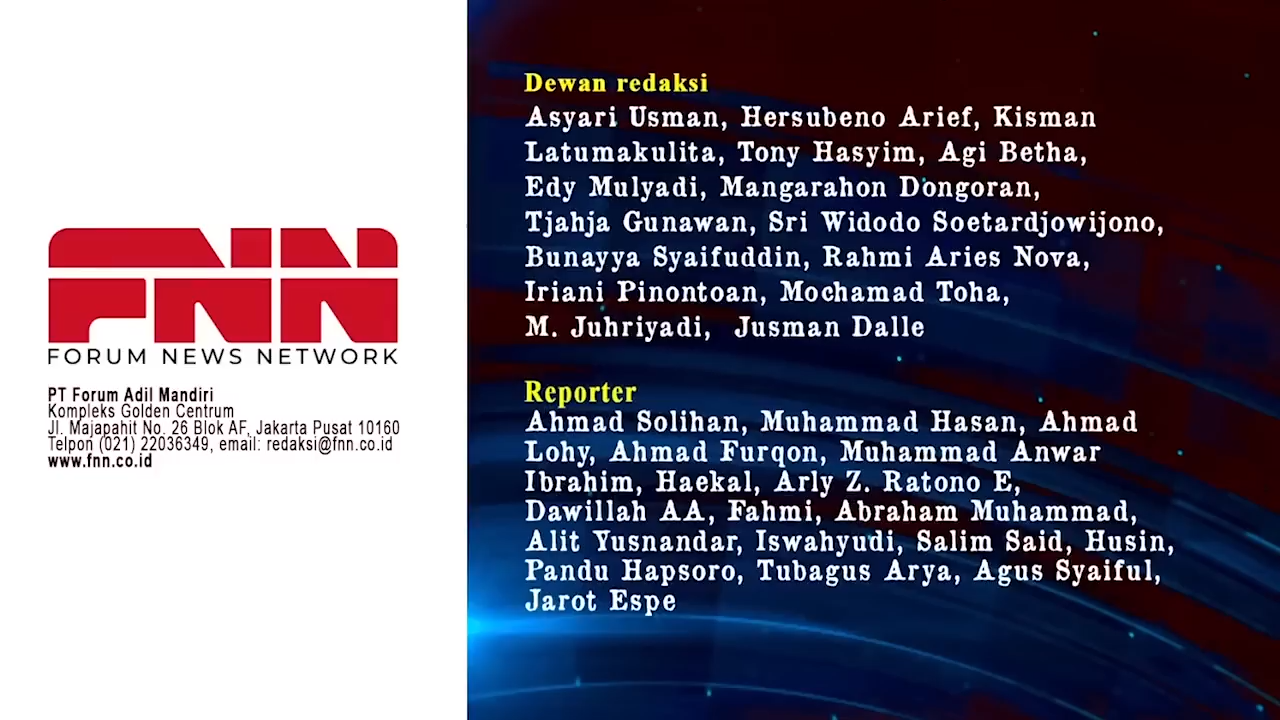 FNN
FORUM NEWS NETWORK
PT Forum Adil Mandiri
Kompleks Golden Centrum
Jl. Majapahit No. 26 Blok AF, Jakarta Pusat 10160
Telpon (021) 22036349, email: redaksi@fnn.co.id
www.fnn.co.id
Dewan redaksi
Asyari Usman, Hersubeno Arief, Kisman
Latumakulita, Tony Hasyim, Agi Betha,
Edy Mulyadi, Mangarahon Dongoran,
Tjahja Gunawan, Sri Widodo Soetardjowijono,
Bunayya Syaifuddin, Rahmi Aries Nova,
Iriani Pinontoan, Mochamad Toha,
M. Juhriyadi, Jusman Dalle
Reporter
Ahmad Solihan, Muhammad Hasan, Ahmad
Lohy, Ahmad Furqon, Muhammad Anwar
Ibrahim, Haekal, Arly Z. Ratono E,
Dawillah AA, Fahmi, Abraham Muhammad,
Alit Yusnandar, Iswahyudi, Salim Said, Husin,
Pandu Hapsoro, Tubagus Arya, Agus Syaiful,
Jarot Espe